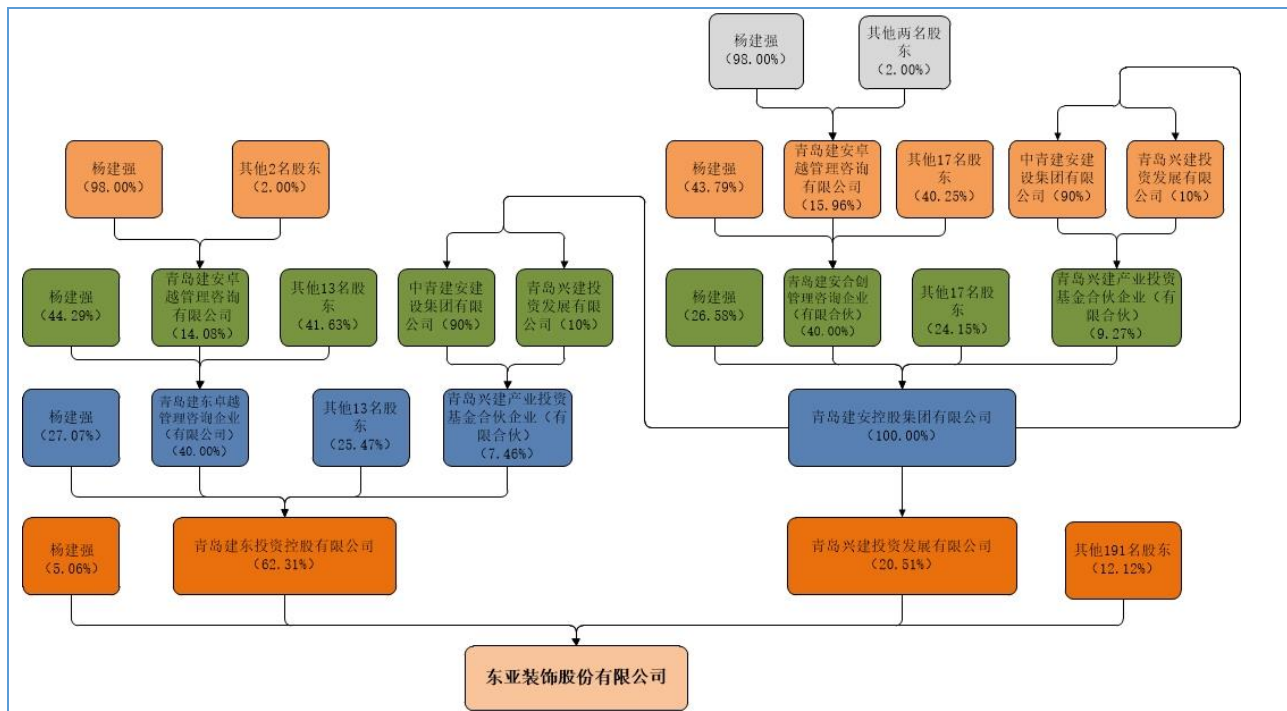 杨建强
（98.00%）
其他两名股
东
（2.00%）
杨建强
（98.00%）
其他2名股东
（2.00%）
杨建强
（43.79%）
青岛建安卓
越管理咨询
有限公司
（15.96%）
其他17名股
东
（40.25%）
中青建安建
设集团有限
公司（90%）
青岛兴建投
资发展有限
公司（10%）
杨建强
（44.29%）
青岛建安卓
越管理咨询
有限公司
（14.08%）
其他13名股
东
（41.63%）
中青建安建
设集团有限
公司（90%）
青岛兴建投
资发展有限
公司（10%）
杨建强
（26.58%）
青岛建安合创
管理咨询企业
（有限合伙）
（40.00%）
其他17名股
东
（24.15%）
青岛兴建产业投资
基金合伙企业（有
限合伙）
（9.27%）
杨建强
（27.07%）
青岛建东卓越
管理咨询企业
（有限公司）
（40.00%）
其他13名股
东
（25.47%）
青岛兴建产业投资
基金合伙企业（有
限合伙）
（7.46%）
青岛建安控股集团有限公司
（100.00%）
杨建强
（5.06%）
青岛建东投资控股有限公司
（62.31%）
青岛兴建投资发展有限公司
（20.51%）
其他191名股东
（12.12%）
东亚装饰股份有限公司